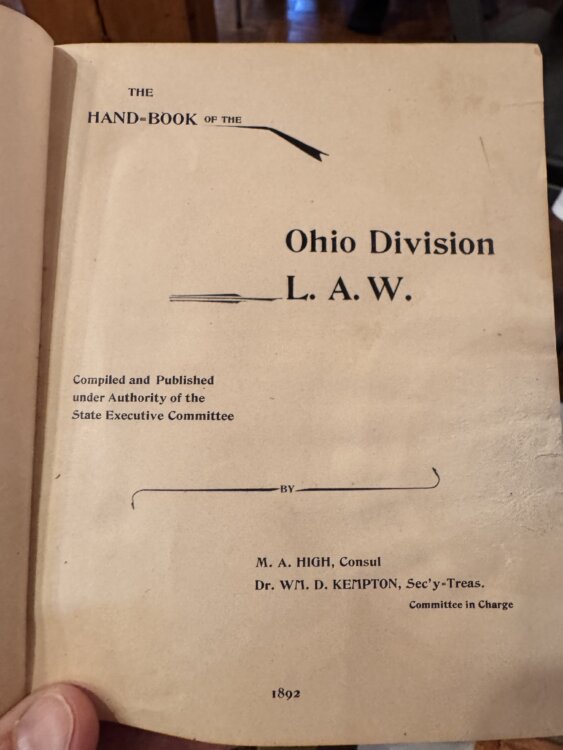 THE
HAND=BOOK OF THE
Ohio Division
L. A. W.
Compiled and Published
under Authority of the
State Executive Committee
BY
M. A. HIGH, Consul
Dr. WM. D. KEMPTON, Sec'y-Treas.
Committee in Charge
1892